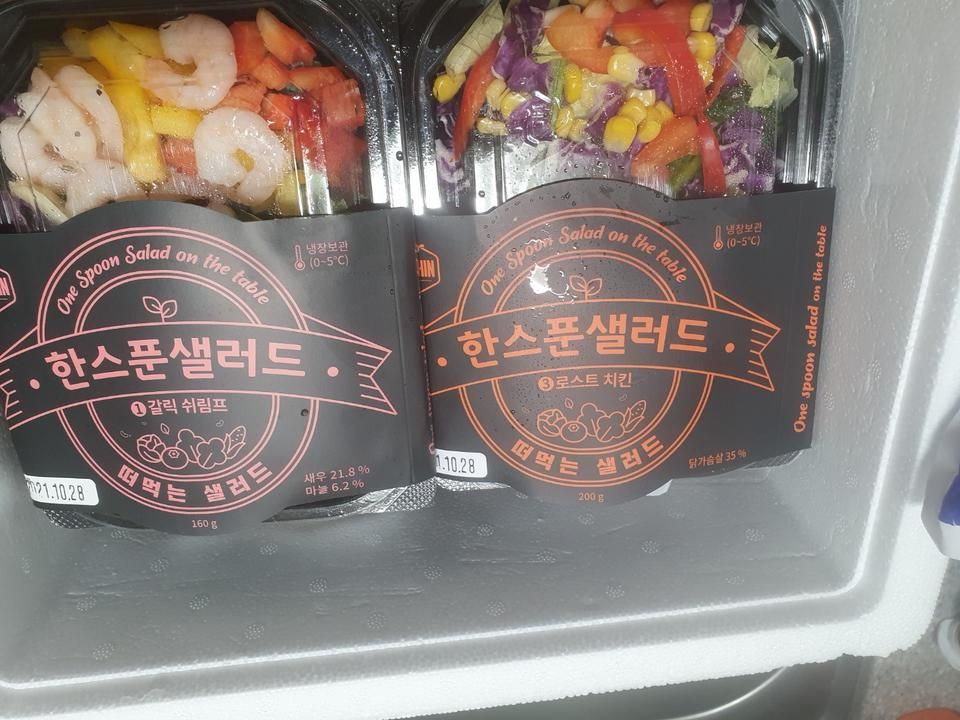 One Spoon Salad on the table
냉장보관
(0~5℃)
한스푼샐러드
1 갈릭 쉬림프
떠먹는 샐러드
새우 21.8 %
마늘 6.2 %
21.10.28
160 g
One Spoon Salad on the table
냉장보관
(0~5℃)
한스푼샐러드
3 로스트 치킨
떠먹는 샐러드
닭가슴살 35 %
1.10.28
200 g
One spoon salad on the table